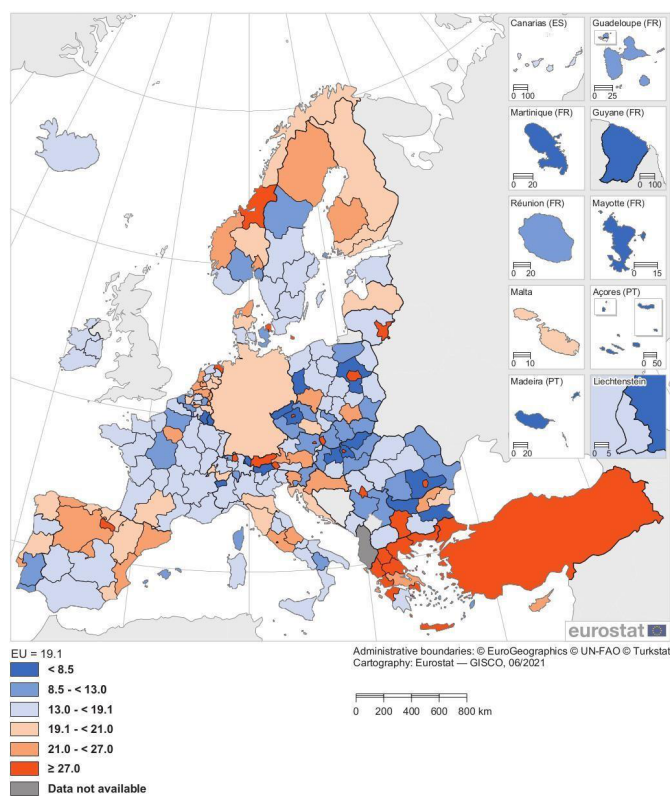 Canarias (ES)
0 100
Guadeloupe (FR)
0 25
Martinique (FR)
0 20
Guyane (FR)
0 100
Réunion (FR)
0 20
Mayotte (FR)
0 15
Malta
0 10
Açores (PT)
0 50
Madeira (PT)
0 20
Liechtenstein
0 5
eurostat
EU = 19.1
< 8.5
8.5 - < 13.0
13.0 - < 19.1
19.1 - < 21.0
21.0 - < 27.0
≥ 27.0
Data not available
Administrative boundaries: © EuroGeographics © UN-FAO © Turkstat
Cartography: Eurostat — GISCO, 06/2021
0 200 400 600 800 km